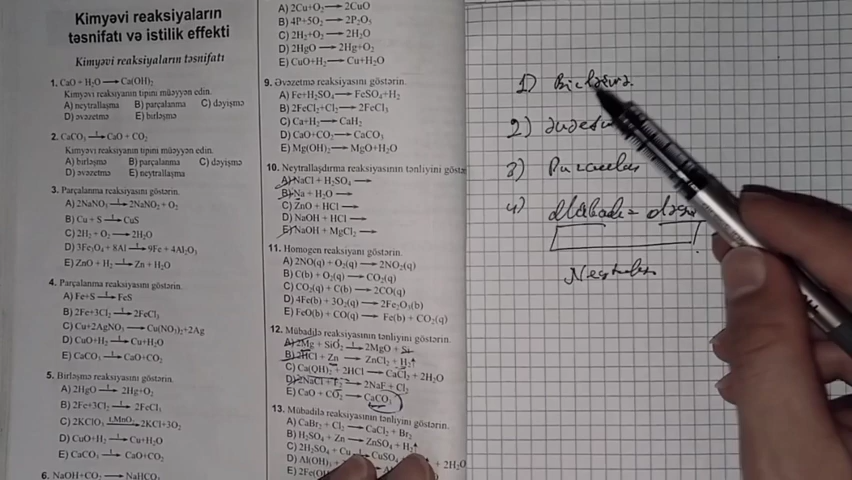 Kimyəvi reaksiyaların
təsnifatı və istilik effekti
Kimyəvi reaksiyaların təsnifatı
1. CaO + H₂O → Ca(OH)₂
Kimyəvi reaksiyanın tipini müəyyən edin.
A) neytrallaşma B) parçalanma C) dəyişmə
D) əvəzetmə E) birləşmə
2. CaCO₃ →(t) CaO + CO₂
Kimyəvi reaksiyanın tipini müəyyən edin.
A) birləşmə B) parçalanma C) dəyişmə
D) əvəzetmə E) neytrallaşma
3. Parçalanma reaksiyasını göstərin.
A) 2NaNO₃ →(t) 2NaNO₂ + O₂
B) Cu + S →(t) CuS
C) 2H₂ + O₂ → 2H₂O
D) 3Fe₃O₄ + 8Al →(t) 9Fe + 4Al₂O₃
E) ZnO + H₂ →(t) Zn + H₂O
4. Parçalanma reaksiyasını göstərin.
A) Fe+S →(t) FeS
B) 2Fe+3Cl₂ →(t) 2FeCl₃
C) Cu+2AgNO₃ → Cu(NO₃)₂+2Ag
D) CuO+H₂ →(t) Cu+H₂O
E) CaCO₃ →(t) CaO+CO₂
5. Birləşmə reaksiyasını göstərin.
A) 2HgO →(t) 2Hg+O₂
B) 2Fe+3Cl₂ →(t) 2FeCl₃
C) 2KClO₃ →(t,MnO₂) 2KCl+3O₂
D) CuO+H₂ →(t) Cu+H₂O
E) CaCO₃ →(t) CaO+CO₂
6. NaOH+CO₂ → NaHCO₃
A) 2Cu+O₂ → 2CuO
B) 4P+5O₂ → 2P₂O₅
C) 2H₂+O₂ → 2H₂O
D) 2HgO → 2Hg+O₂
E) CuO+H₂ → Cu+H₂O
9. Əvəzetmə reaksiyasını göstərin.
A) Fe+H₂SO₄ → FeSO₄+H₂
B) 2FeCl₂+Cl₂ → 2FeCl₃
C) Ca+H₂ → CaH₂
D) CaO+CO₂ → CaCO₃
E) Mg(OH)₂ → MgO+H₂O
10. Neytrallaşdırma reaksiyasının tənliyini göstə
A) NaCl + H₂SO₄ →
B) Na + H₂O →
C) ZnO + HCl →
D) NaOH + HCl →
E) NaOH + MgCl₂ →
11. Homogen reaksiyanı göstərin.
A) 2NO(q) + O₂(q) → 2NO₂(q)
B) C(b) + O₂(q) → CO₂(q)
C) CO₂(q) + C(b) → 2CO(q)
D) 4Fe(b) + 3O₂(q) → 2Fe₂O₃(b)
E) FeO(b) + CO(q) → Fe(b) + CO₂(q)
12. Mübadilə reaksiyasının tənliyini göstərin.
A) 2Mg + SiO₂ →(t) 2MgO + Si
B) 2HCl + Zn → ZnCl₂ + H₂↑
C) Ca(OH)₂ + 2HCl → CaCl₂ + 2H₂O
D) 2NaCl + F₂ → 2NaF + Cl₂
E) CaO + CO₂ → CaCO₃
13. Mübadilə reaksiyasının tənliyini göstərin.
A) CaBr₂ + Cl₂ → CaCl₂ + Br₂
B) H₂SO₄ + Zn → ZnSO₄ + H₂↑
C) 2H₂SO₄ + Cu → CuSO₄ + 2H₂O
D) Al(OH)
E) 2Fe(OH)
1)
2)
3)
4)